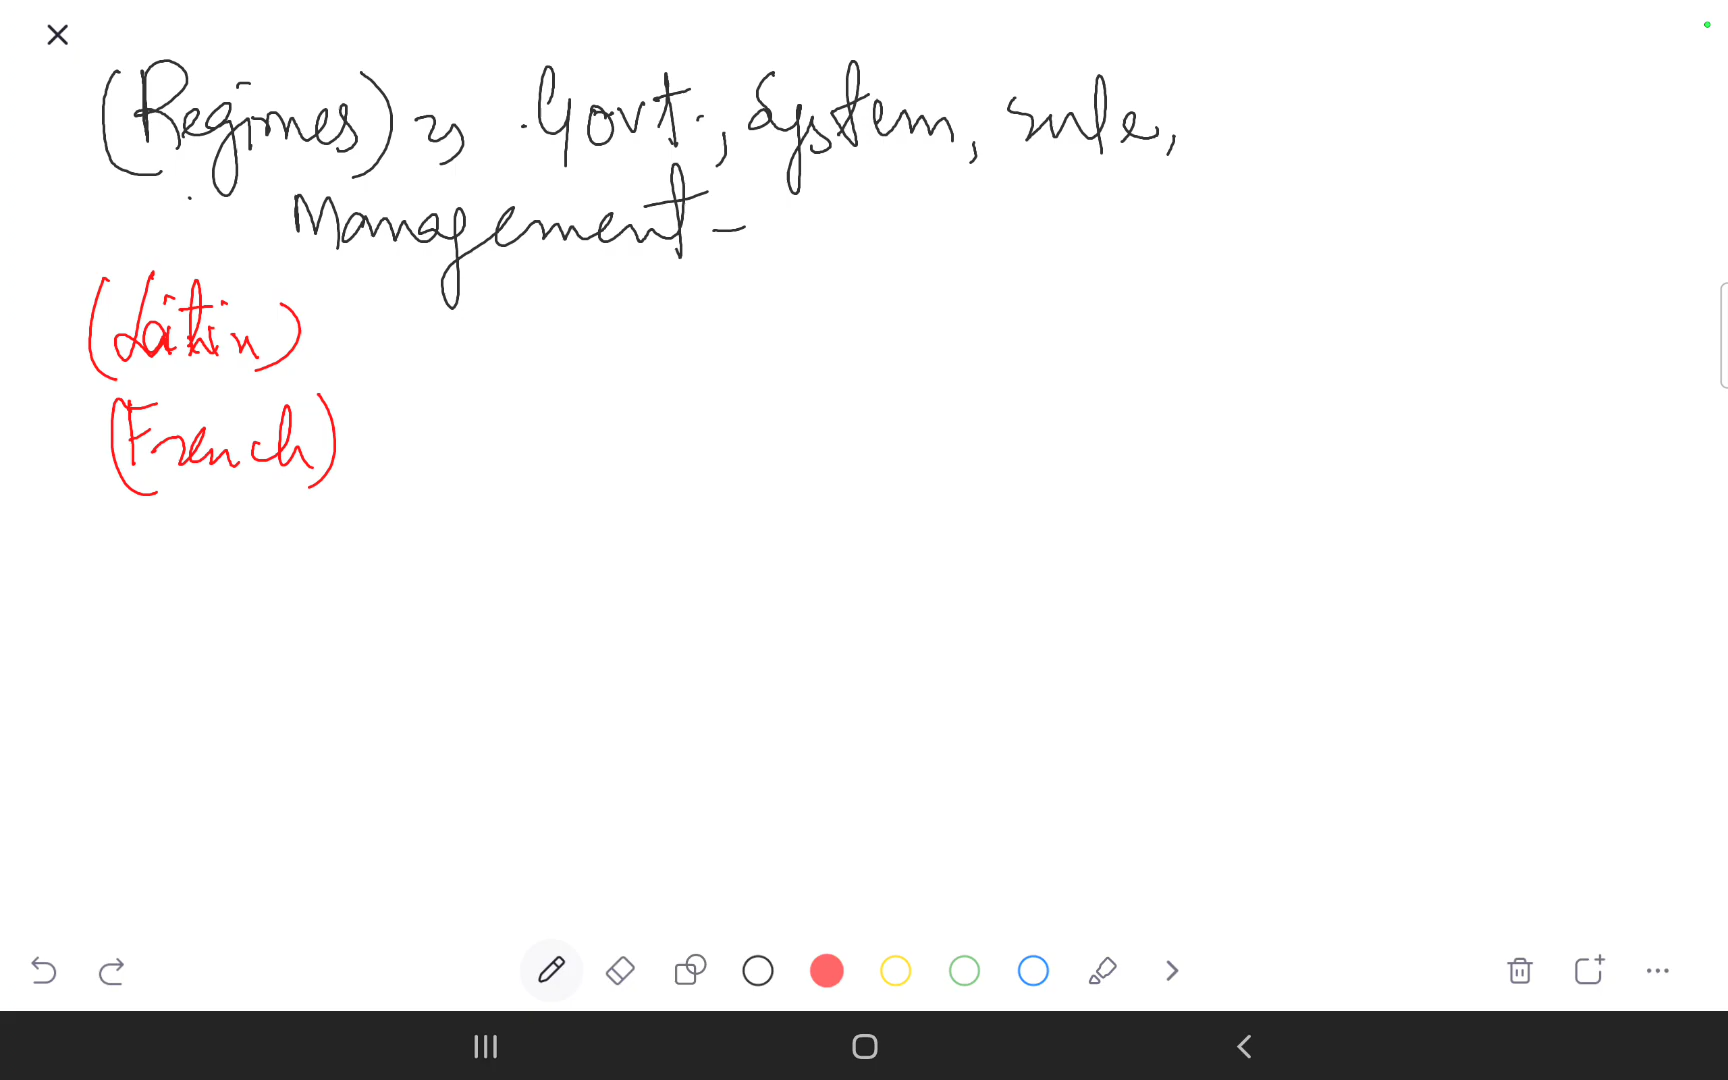 (Regimes) => Govt., System, rule,
Management -
(Latin)
(French)